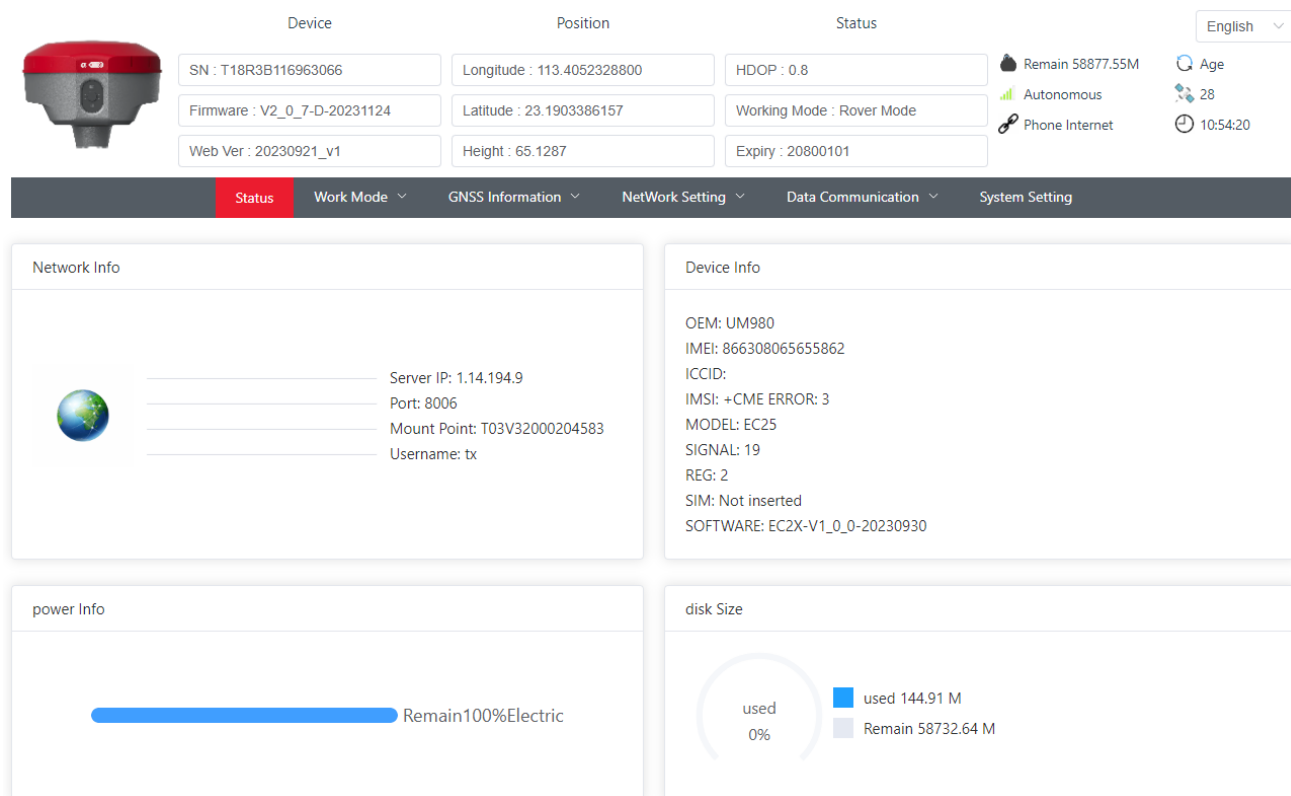 Device
Position
Status
English
SN : T18R3B116963066
Longitude : 113.4052328800
HDOP : 0.8
Remain 58877.55M
Age
Firmware : V2_0_7-D-20231124
Latitude : 23.1903386157
Working Mode : Rover Mode
Autonomous
28
Web Ver : 20230921_v1
Height : 65.1287
Expiry : 20800101
Phone Internet
10:54:20
Status
Work Mode
GNSS Information
NetWork Setting
Data Communication
System Setting
Network Info
Server IP: 1.14.194.9
Port: 8006
Mount Point: T03V32000204583
Username: tx
Device Info
OEM: UM980
IMEI: 866308065655862
ICCID:
IMSI: +CME ERROR: 3
MODEL: EC25
SIGNAL: 19
REG: 2
SIM: Not inserted
SOFTWARE: EC2X-V1_0_0-20230930
power Info
Remain100%Electric
disk Size
used
0%
used 144.91 M
Remain 58732.64 M